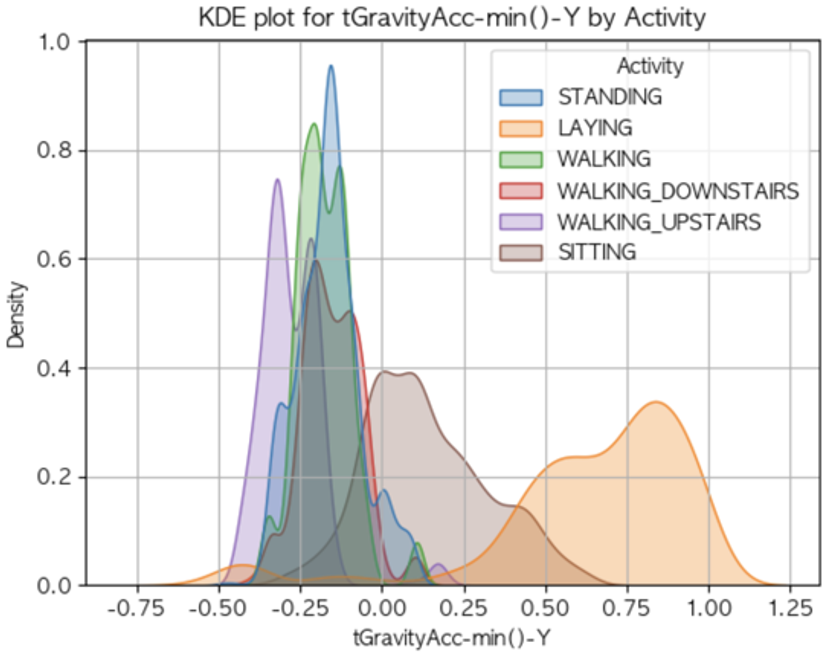 KDE plot for tGravityAcc-min()-Y by Activity
Density
1.0
0.8
0.6
0.4
0.2
0.0
Activity
STANDING
LAYING
WALKING
WALKING_DOWNSTAIRS
WALKING_UPSTAIRS
SITTING
-0.75 -0.50 -0.25 0.00 0.25 0.50 0.75 1.00 1.25
tGravityAcc-min()-Y